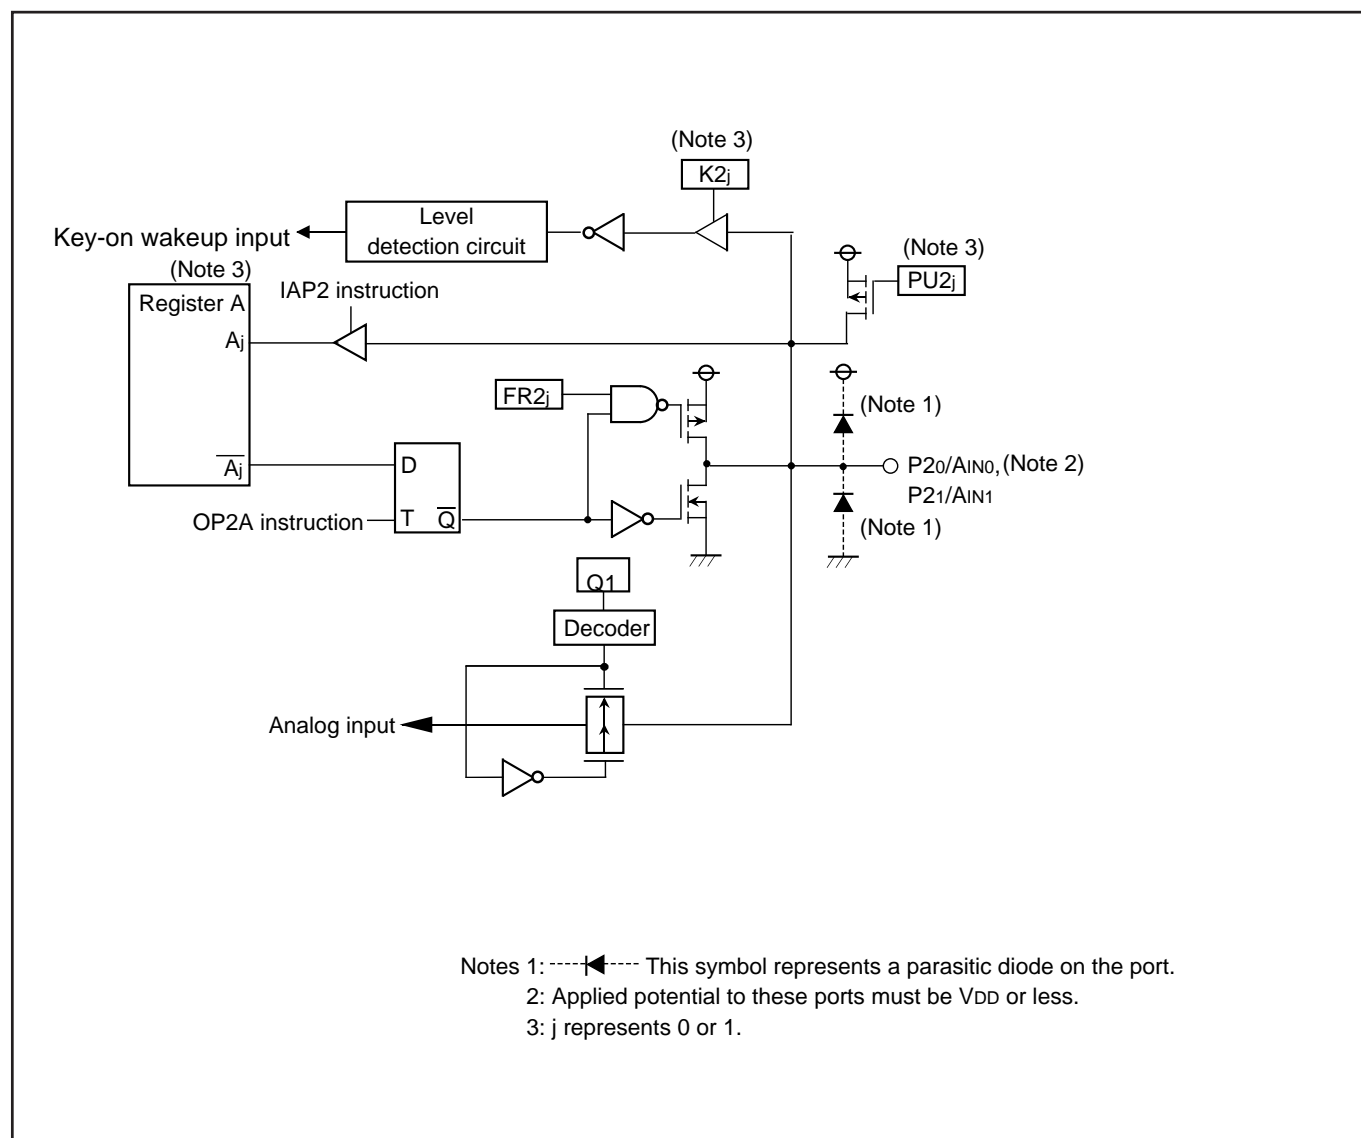 (Note 3)
K2j
Level
detection circuit
Key-on wakeup input
(Note 3)
(Note 3)
PU2j
Register A
IAP2 instruction
Aj
FR2j
(Note 1)
A̅j̅
D
P20/AIN0, (Note 2)
P21/AIN1
OP2A instruction
T Q̅
(Note 1)
Q1
Decoder
Analog input
Notes 1: This symbol represents a parasitic diode on the port.
2: Applied potential to these ports must be VDD or less.
3: j represents 0 or 1.